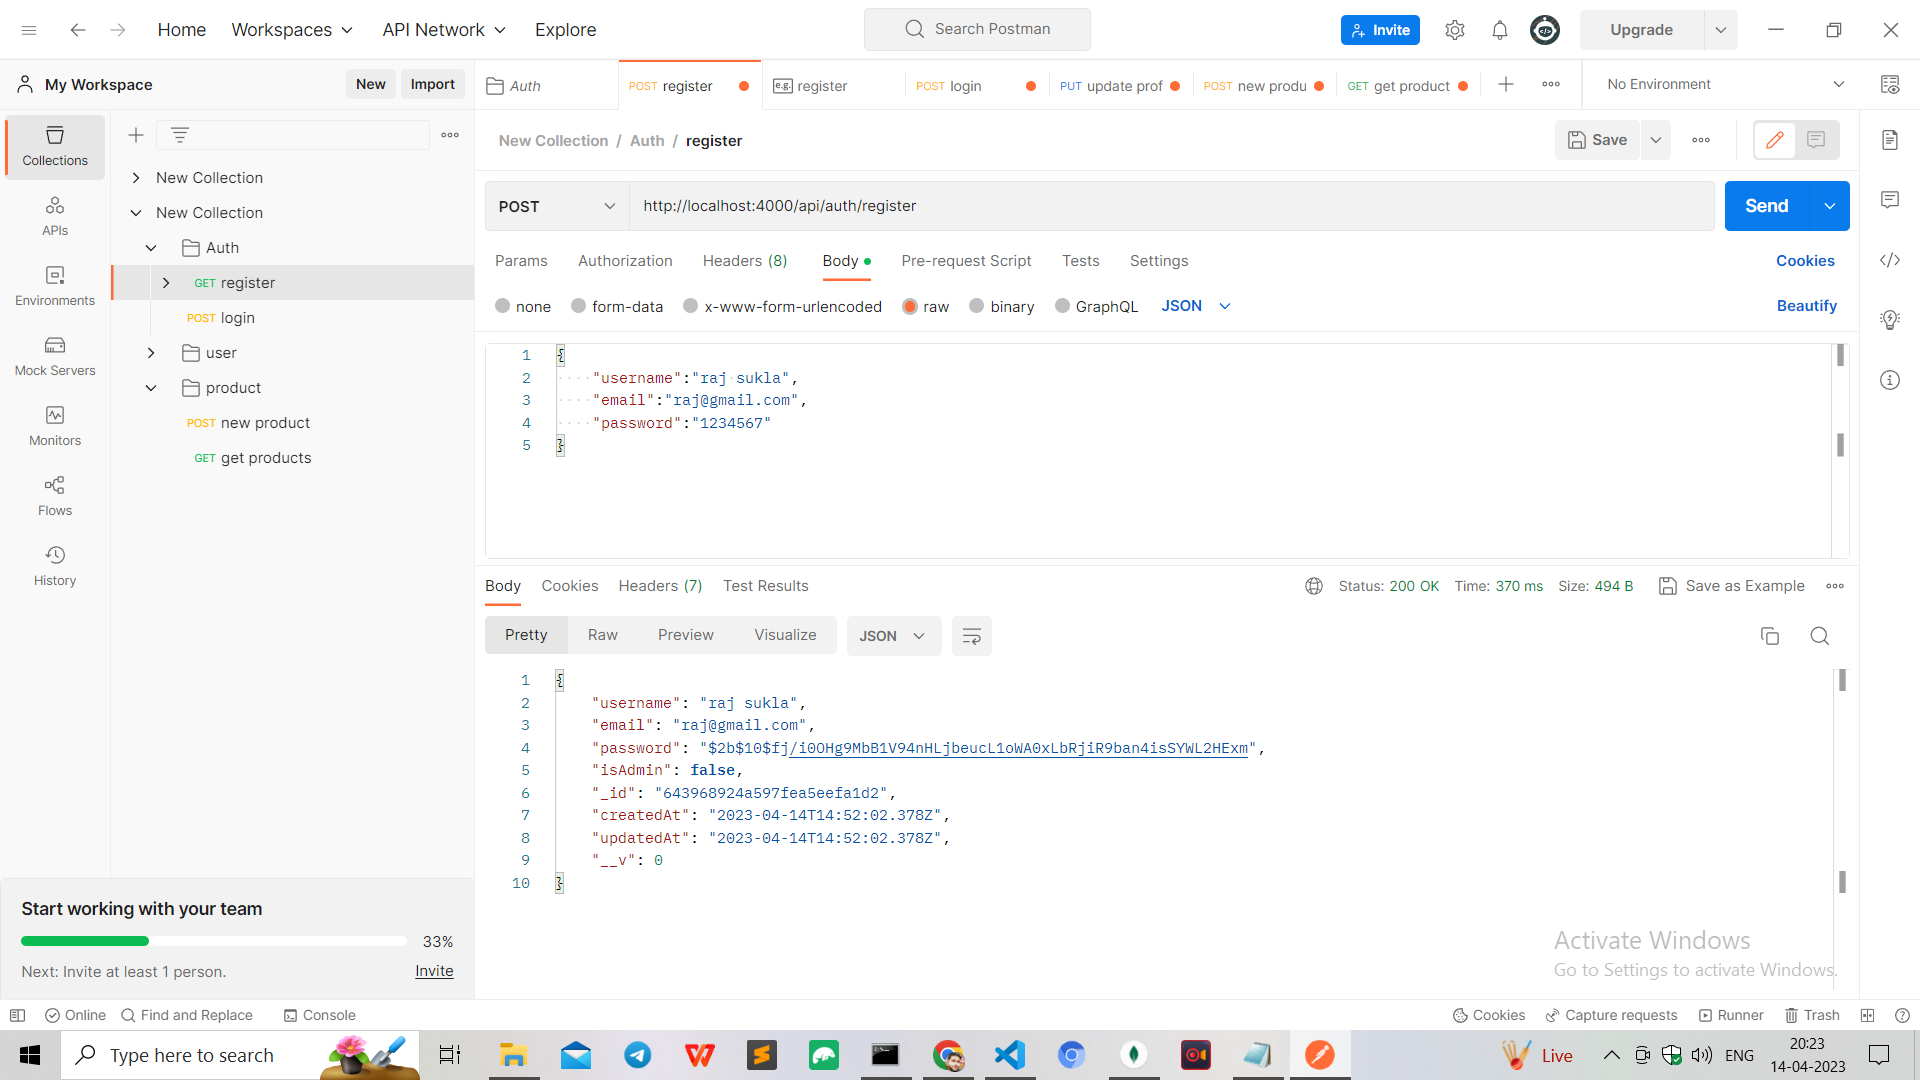 Home Workspaces API Network Explore Search Postman Invite Upgrade
My Workspace New Import
Auth POST register e.g. register POST login PUT update prof POST new produ GET get product No Environment
Collections
APIs
Environments
Mock Servers
Monitors
Flows
History
New Collection
New Collection
Auth
GET register
POST login
user
product
POST new product
GET get products
New Collection / Auth / register Save
POST http://localhost:4000/api/auth/register Send
Params Authorization Headers (8) Body Pre-request Script Tests Settings Cookies
none form-data x-www-form-urlencoded raw binary GraphQL JSON Beautify
1 {
2 ····"username":"raj·sukla",
3 ····"email":"raj@gmail.com",
4 ····"password":"1234567"
5 }
Body Cookies Headers (7) Test Results Status: 200 OK Time: 370 ms Size: 494 B Save as Example
Pretty Raw Preview Visualize JSON
1 {
2 "username": "raj sukla",
3 "email": "raj@gmail.com",
4 "password": "$2b$10$fj/i0OHg9MbB1V94nHLjbeucL1oWA0xLbRjiR9ban4isSYWL2HExm",
5 "isAdmin": false,
6 "_id": "643968924a597fea5eefa1d2",
7 "createdAt": "2023-04-14T14:52:02.378Z",
8 "updatedAt": "2023-04-14T14:52:02.378Z",
9 "__v": 0
10 }
Start working with your team
33%
Next: Invite at least 1 person. Invite
Activate Windows
Go to Settings to activate Windows.
Online Find and Replace Console Cookies Capture requests Runner Trash
Type here to search Live ENG 20:23
14-04-2023